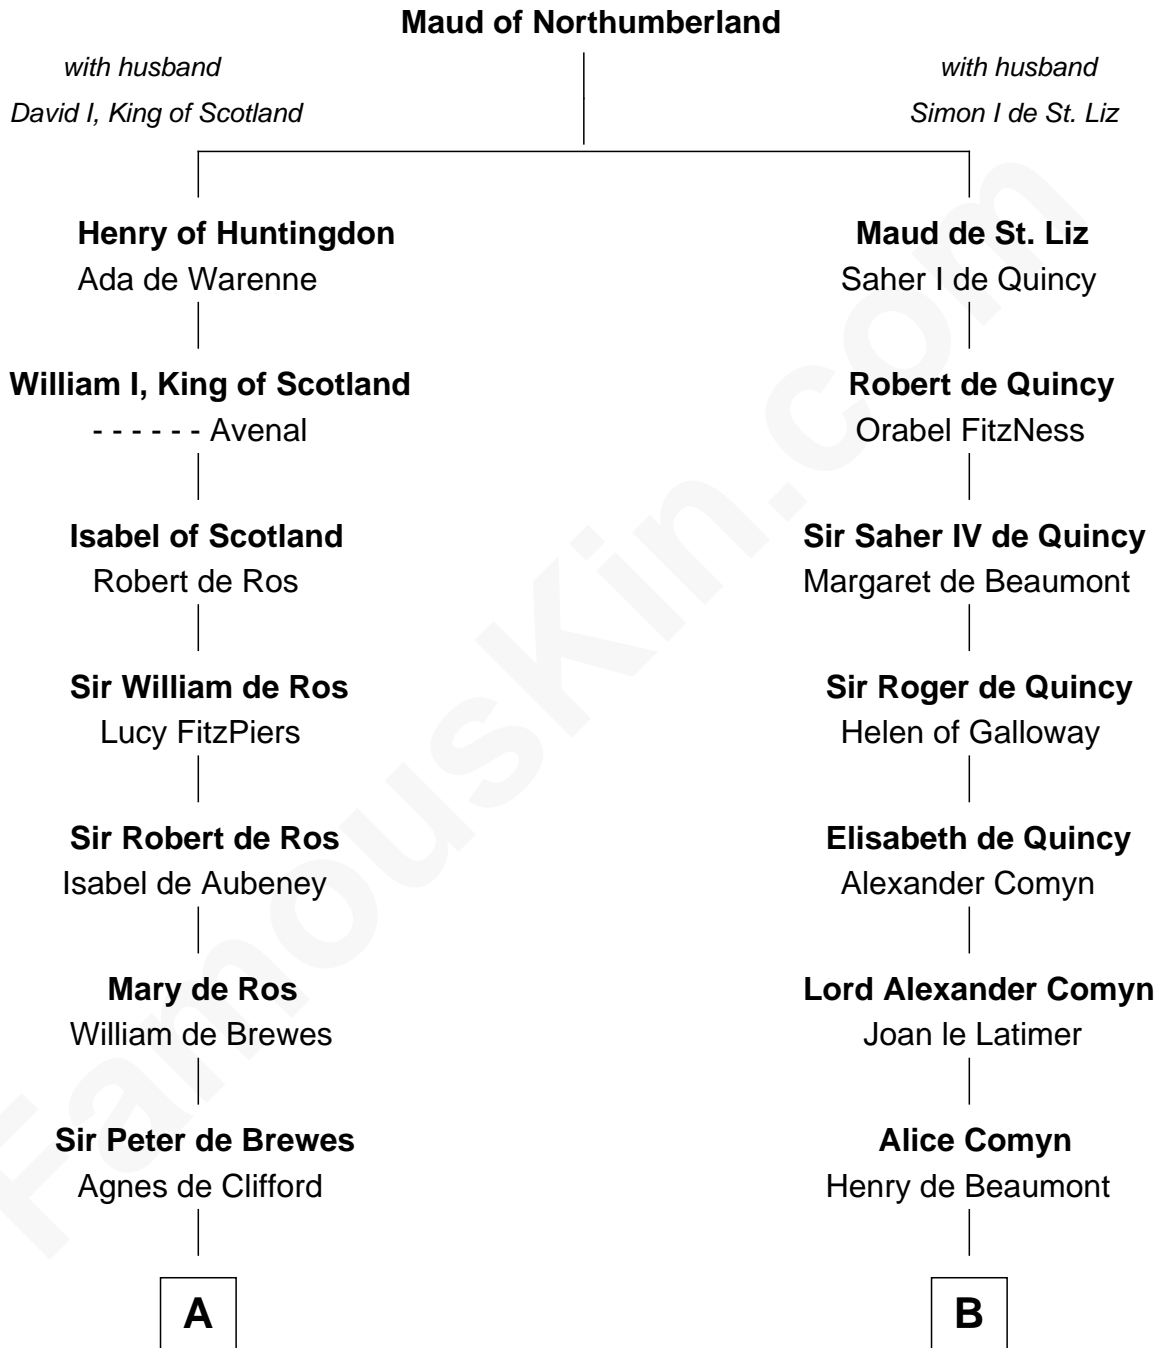 Maud of Northumberland
with husband
David I, King of Scotland
with husband
Simon I de St. Liz
Henry of Huntingdon
Ada de Warenne
Maud de St. Liz
Saher I de Quincy
William I, King of Scotland
- - - - - - Avenal
Robert de Quincy
Orabel FitzNess
Isabel of Scotland
Robert de Ros
Sir Saher IV de Quincy
Margaret de Beaumont
Sir William de Ros
Lucy FitzPiers
Sir Roger de Quincy
Helen of Galloway
Sir Robert de Ros
Isabel de Aubeney
Elisabeth de Quincy
Alexander Comyn
Mary de Ros
William de Brewes
Lord Alexander Comyn
Joan le Latimer
Sir Peter de Brewes
Agnes de Clifford
Alice Comyn
Henry de Beaumont
A
B
FamousKin.com